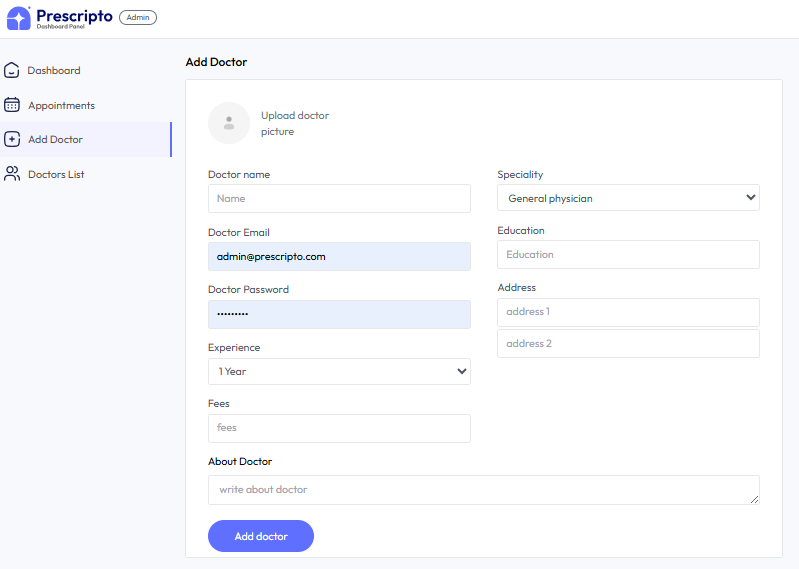 Prescripto
Dashboard Panel
Admin
Dashboard
Appointments
Add Doctor
Doctors List
Add Doctor
Upload doctor
picture
Doctor name
Name
Doctor Email
admin@prescripto.com
Doctor Password
•••••••••
Experience
1 Year
Fees
fees
Speciality
General physician
Education
Education
Address
address 1
address 2
About Doctor
write about doctor
Add doctor